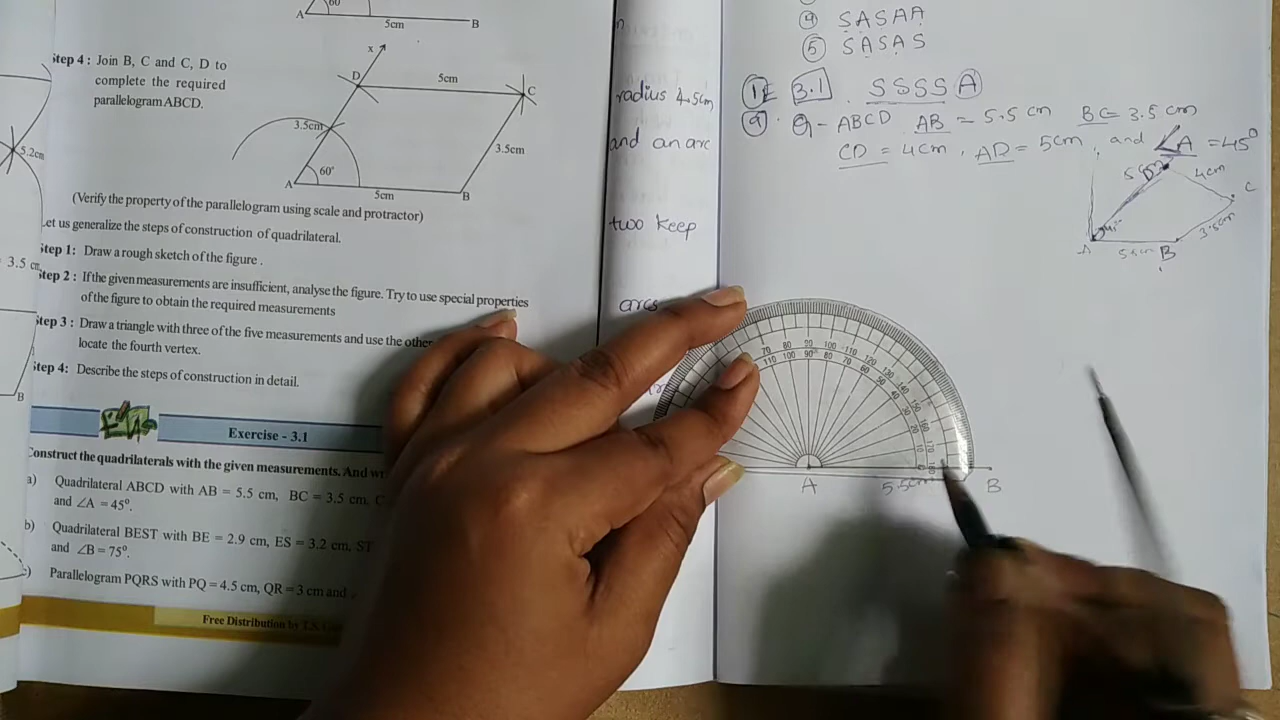 A
5cm
B
Step 4 : Join B, C and C, D to
complete the required
parallelogram ABCD.
x
D
5cm
C
3.5cm
3.5cm
A
60°
5cm
B
5.2cm
(Verify the property of the parallelogram using scale and protractor)
Let us generalize the steps of construction of quadrilateral.
Step 1: Draw a rough sketch of the figure .
Step 2 : If the given measurements are insufficient, analyse the figure. Try to use special properties
of the figure to obtain the required measurements
Step 3 : Draw a triangle with three of the five measurements and use the other
locate the fourth vertex.
Step 4: Describe the steps of construction in detail.
3.5 cm
B
Exercise - 3.1
Construct the quadrilaterals with the given measurements. And
a) Quadrilateral ABCD with AB = 5.5 cm, BC = 3.5 cm,
and ∠A = 45°.
b) Quadrilateral BEST with BE = 2.9 cm, ES = 3.2 cm, ST
and ∠B = 75°.
Parallelogram PQRS with PQ = 4.5 cm, QR = 3 cm and
Free Distribution by T.S.
radius 4.5cm,
and an arc
two keep
arcs
④ SASAA
⑤ SASAS
3.1 SSSSA
ABCD AB = 5.5 cm BC = 3.5 cm
CD = 4cm, AD = 5cm, and ∠A = 45°
D
4cm
C
A
45°
B
3.5cm
A
5.5cm
B